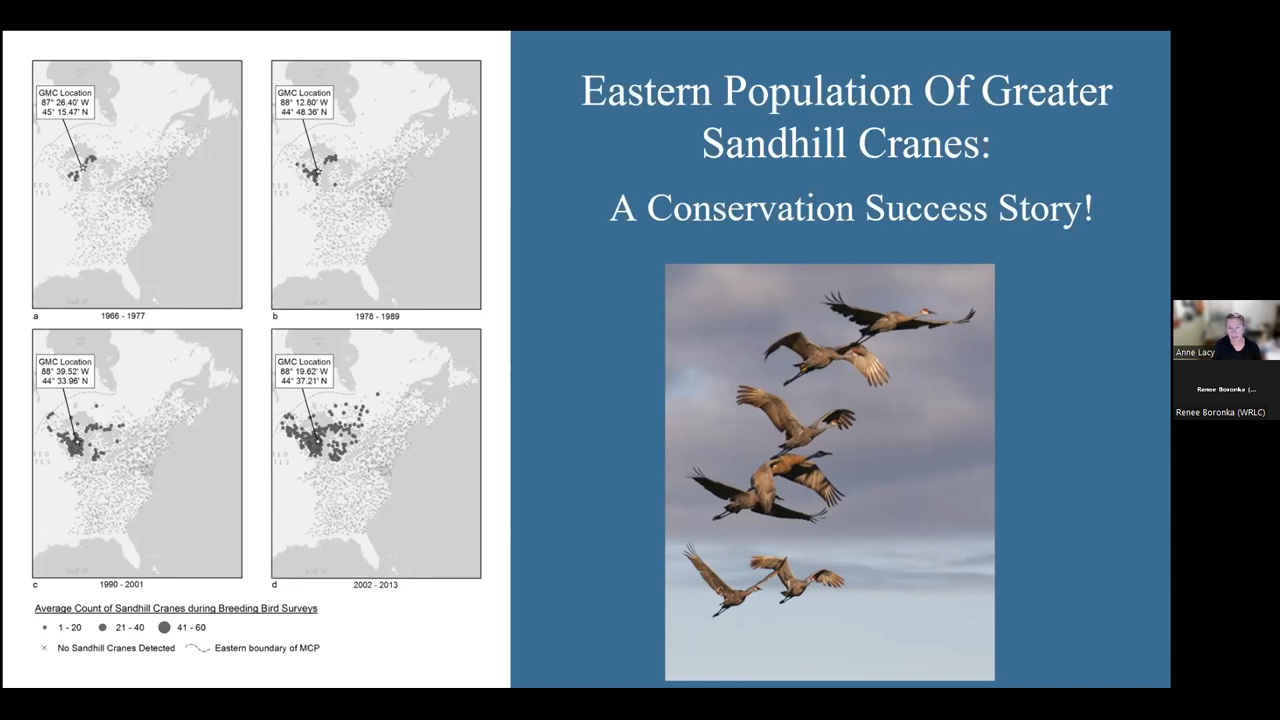 GMC Location
87° 26.40' W
45° 15.47' N
a
1966 - 1977
GMC Location
88° 12.80' W
44° 48.36' N
b
1978 - 1989
GMC Location
88° 39.52' W
44° 33.96' N
c
1990 - 2001
GMC Location
88° 19.62' W
44° 37.21' N
d
2002 - 2013
Average Count of Sandhill Cranes during Breeding Bird Surveys
1 - 20
21 - 40
41 - 60
No Sandhill Cranes Detected
Eastern boundary of MCP
Eastern Population Of Greater
Sandhill Cranes:
A Conservation Success Story!
Anne Lacy
Renee Boronka (...
Renee Boronka (WRLC)